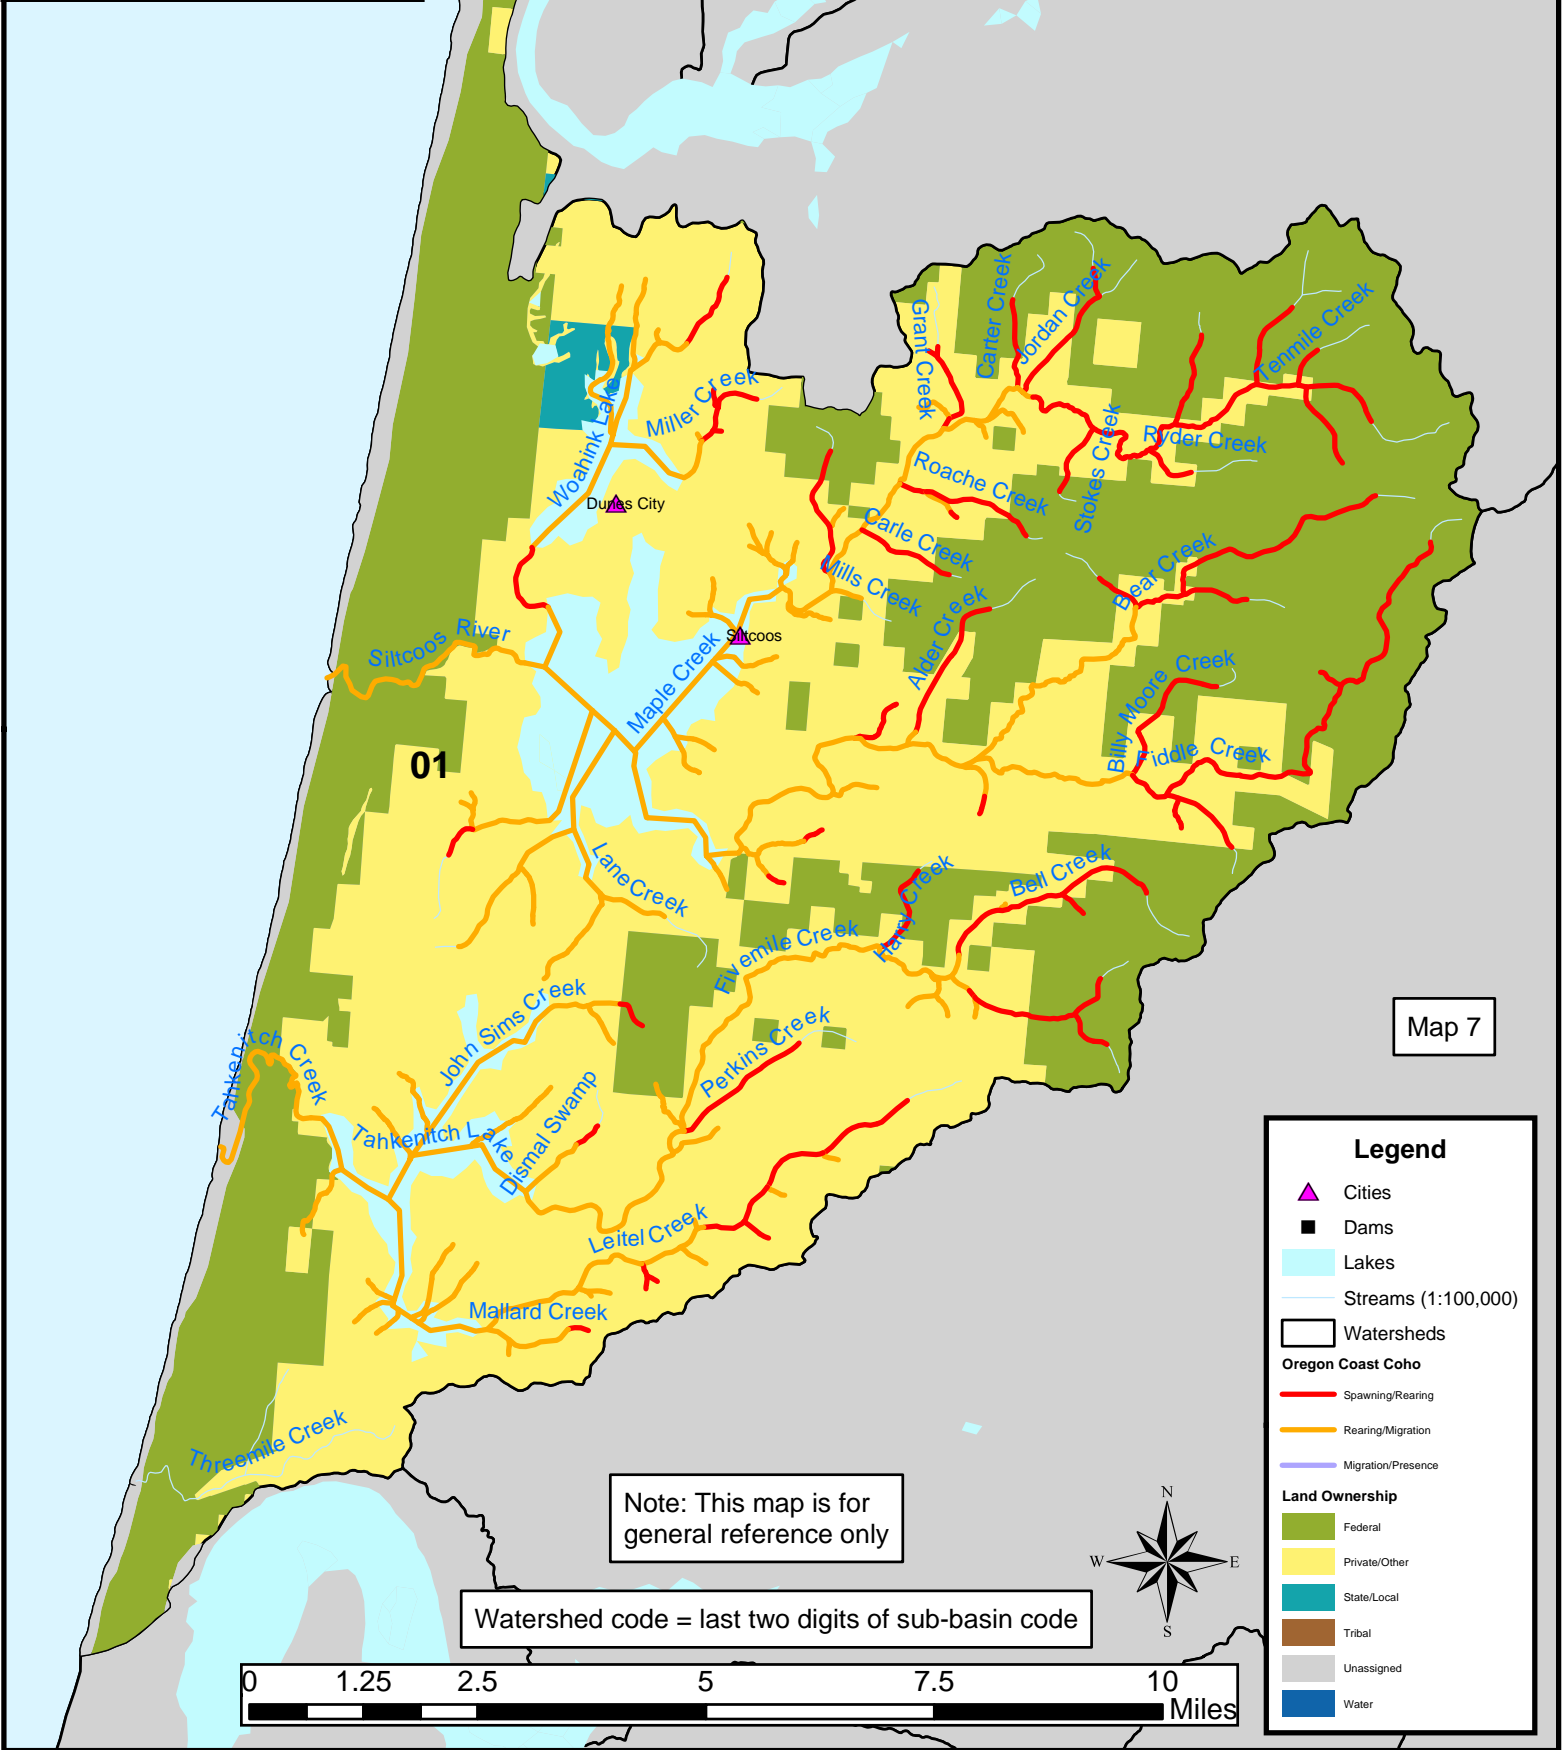 Grant Creek
Carter Creek
Jordan Creek
Tenmile Creek
Woahink Lake
Miller Creek
Stokes Creek
Ryder Creek
Dunes City
Roache Creek
Carle Creek
Mills Creek
Bear Creek
Alder Creek
Siltcoos River
Maple Creek
Siltcoos
Billy Moore Creek
Fiddle Creek
01
Lane Creek
Harry Creek
Bell Creek
Fivemile Creek
John Sims Creek
Perkins Creek
Tahkenitch Creek
Tahkenitch Lake
Dismal Swamp
Leitel Creek
Mallard Creek
Threemile Creek
Map 7
Legend
Cities
Dams
Lakes
Streams (1:100,000)
Watersheds
Oregon Coast Coho
Spawning/Rearing
Rearing/Migration
Migration/Presence
Land Ownership
Federal
Private/Other
State/Local
Tribal
Unassigned
Water
Note: This map is for
general reference only
N
W E
S
Watershed code = last two digits of sub-basin code
0 1.25 2.5 5 7.5 10
Miles